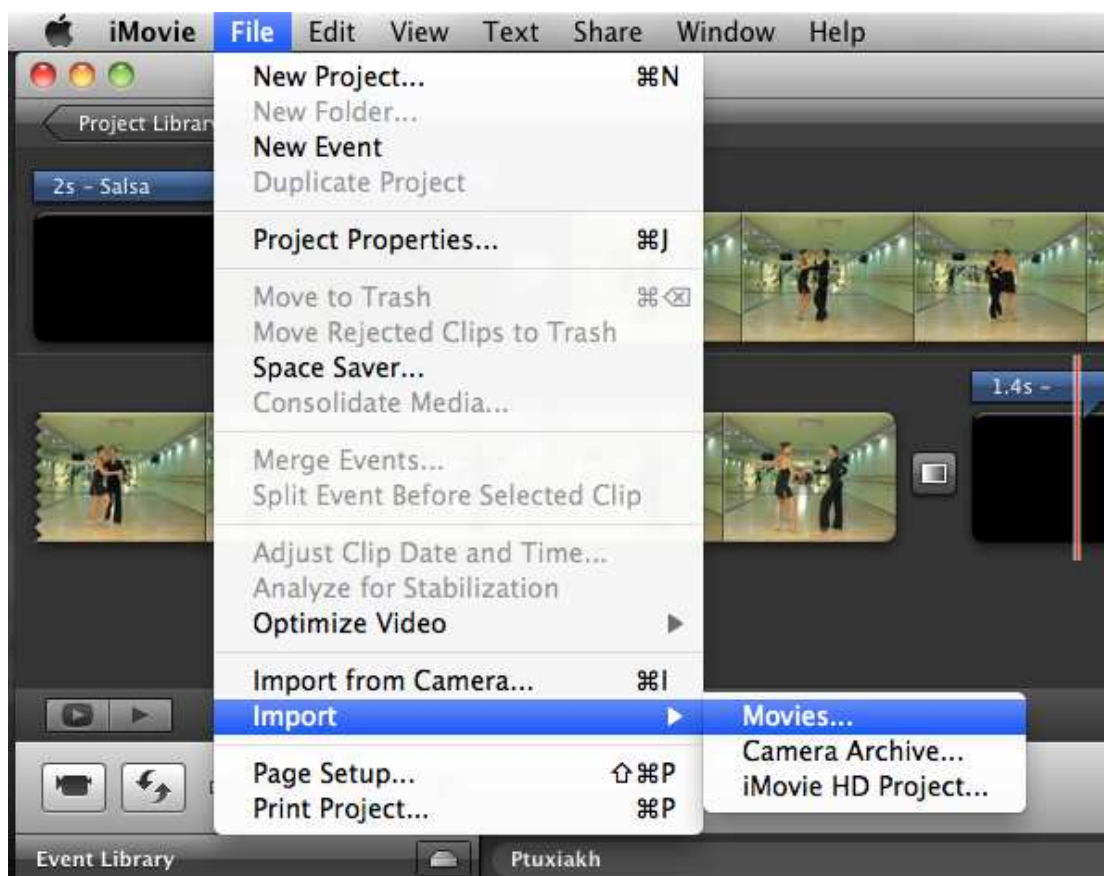 iMovie File Edit View Text Share Window Help
New Project... ⌘N
Project Librar
New Folder...
New Event
2s - Salsa
Duplicate Project
Project Properties... ⌘J
Move to Trash ⌘⌫
Move Rejected Clips to Trash
Space Saver...
Consolidate Media...
1,4s -
Merge Events...
Split Event Before Selected Clip
Adjust Clip Date and Time...
Analyze for Stabilization
Optimize Video
Import from Camera... ⌘I
Import
Movies...
Camera Archive...
iMovie HD Project...
Page Setup... ⇧⌘P
Print Project... ⌘P
Event Library
Ptuxiakh